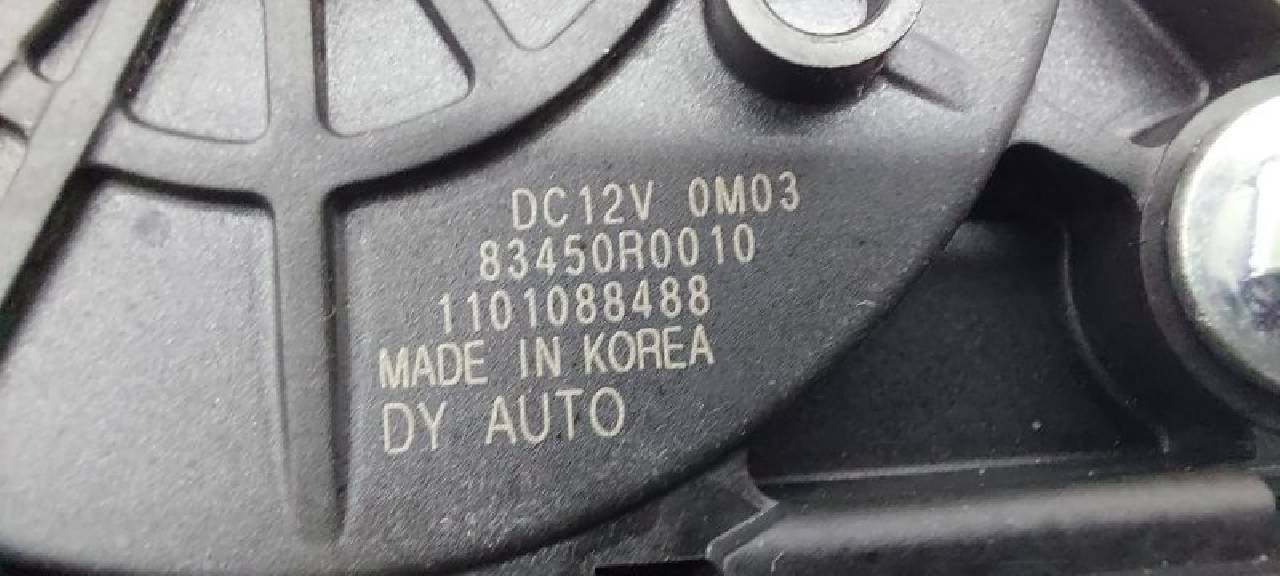 DC12V 0M03
83450R0010
1101088488
MADE IN KOREA
DY AUTO